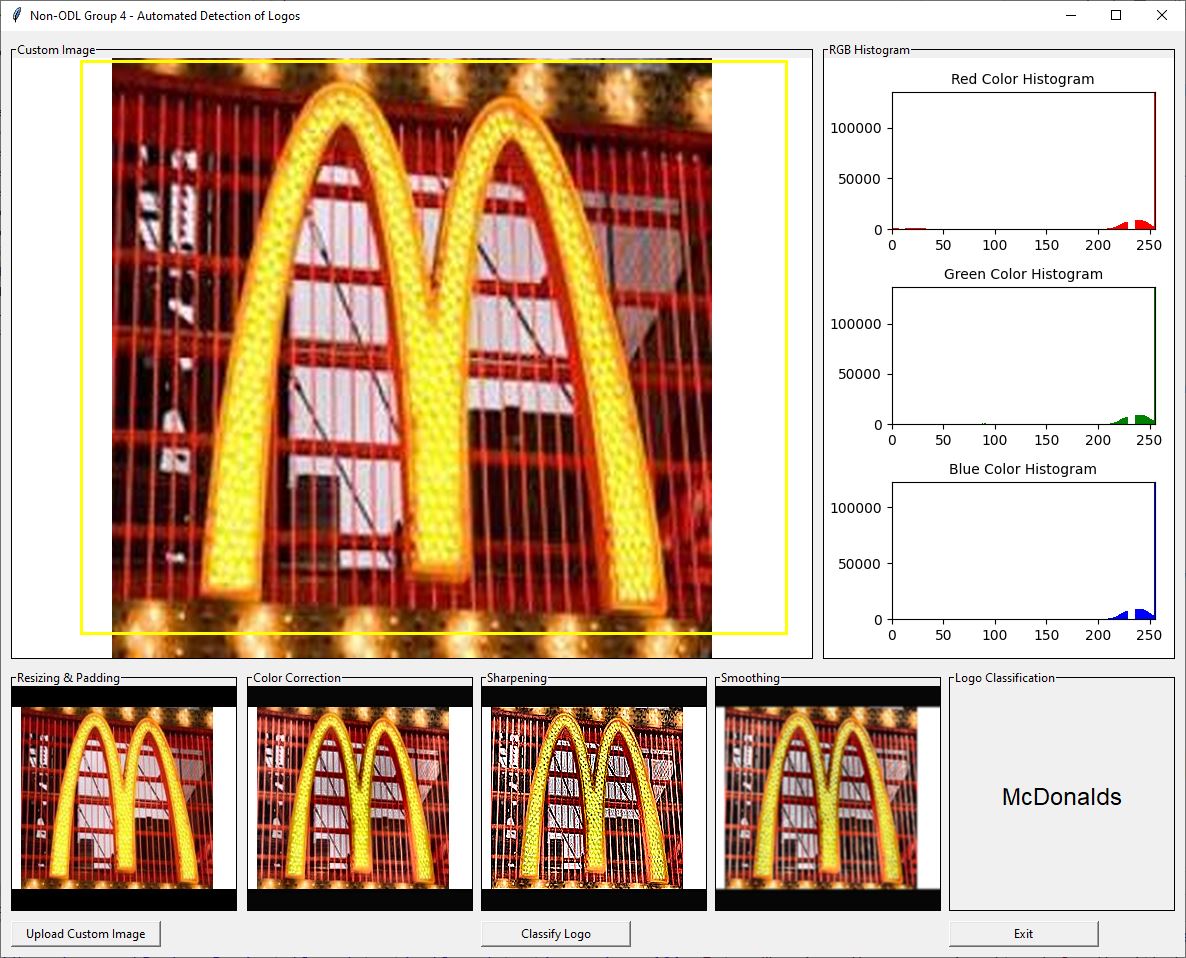 Non-ODL Group 4 - Automated Detection of Logos
Custom Image
RGB Histogram
Red Color Histogram
100000
50000
0
0 50 100 150 200 250
Green Color Histogram
100000
50000
0
0 50 100 150 200 250
Blue Color Histogram
100000
50000
0
0 50 100 150 200 250
Resizing & Padding
Color Correction
Sharpening
Smoothing
Logo Classification
McDonalds
Upload Custom Image
Classify Logo
Exit